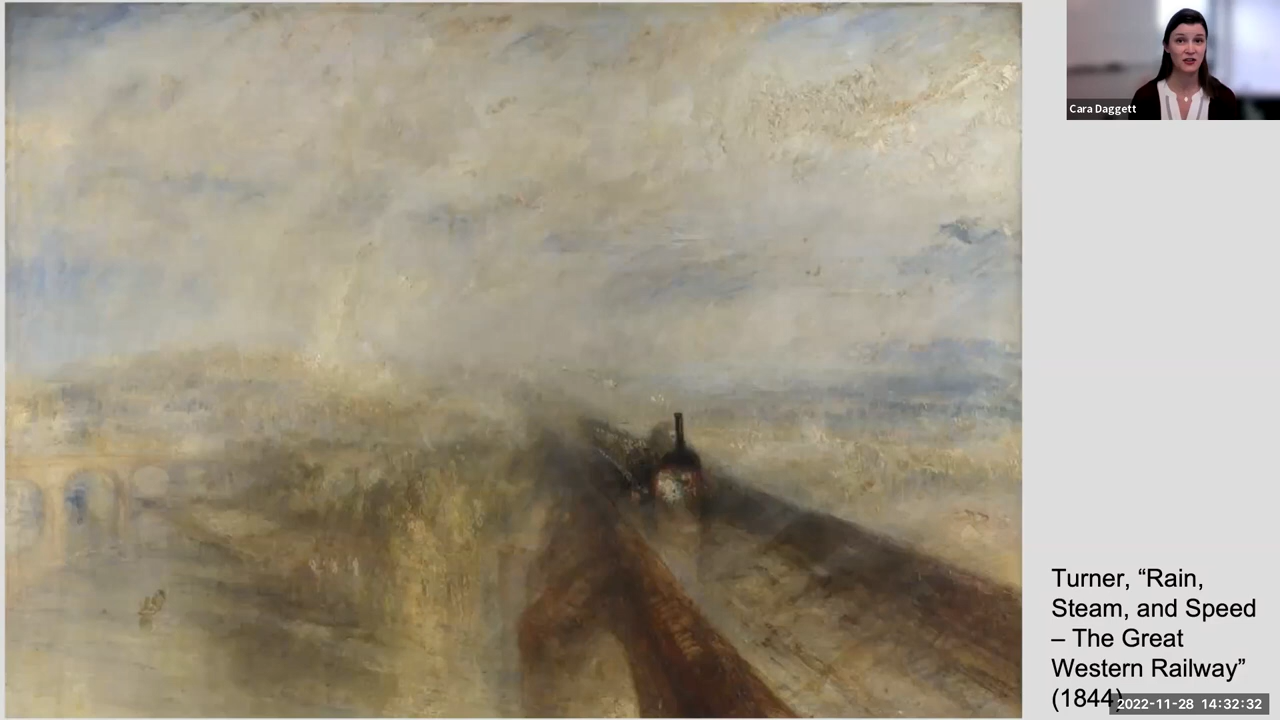 Cara Daggett
Turner, “Rain,
Steam, and Speed
– The Great
Western Railway”
(1844)
2022-11-28 14:32:32